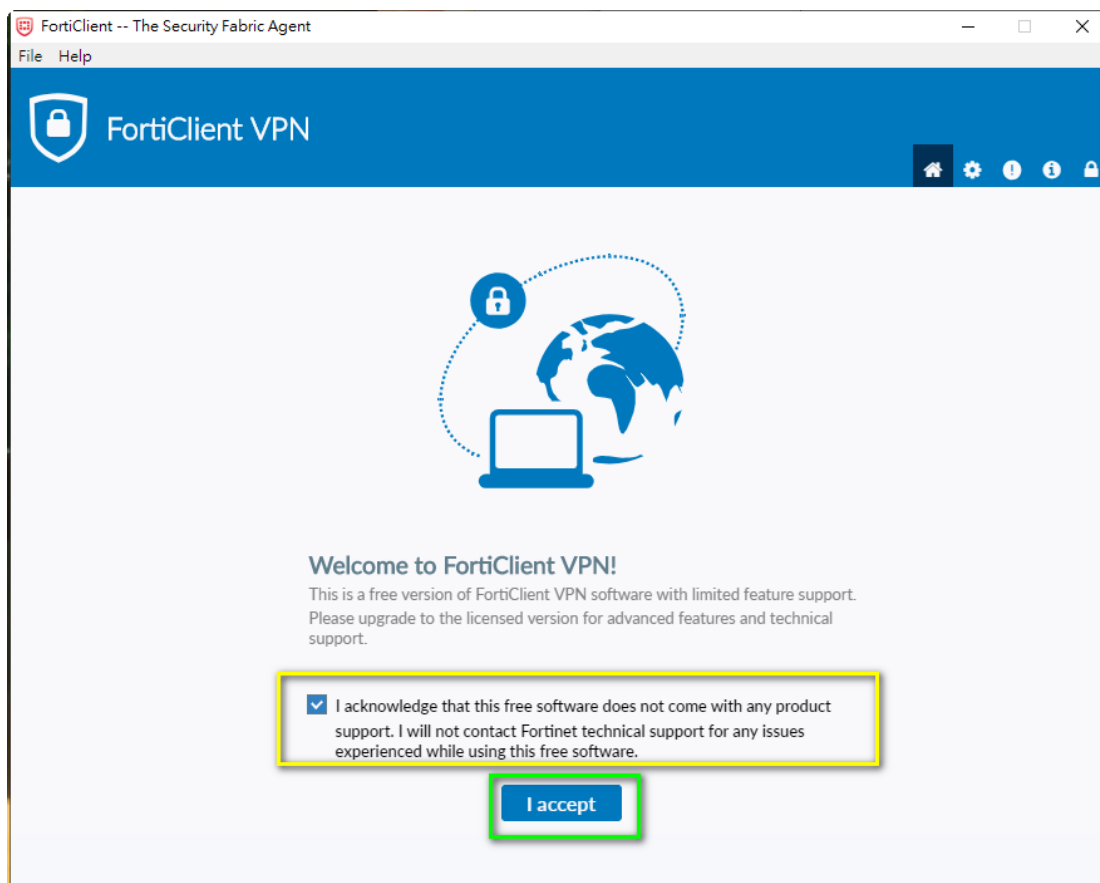 FortiClient -- The Security Fabric Agent
File Help
FortiClient VPN
Welcome to FortiClient VPN!
This is a free version of FortiClient VPN software with limited feature support.
Please upgrade to the licensed version for advanced features and technical
support.
I acknowledge that this free software does not come with any product
support. I will not contact Fortinet technical support for any issues
experienced while using this free software.
I accept